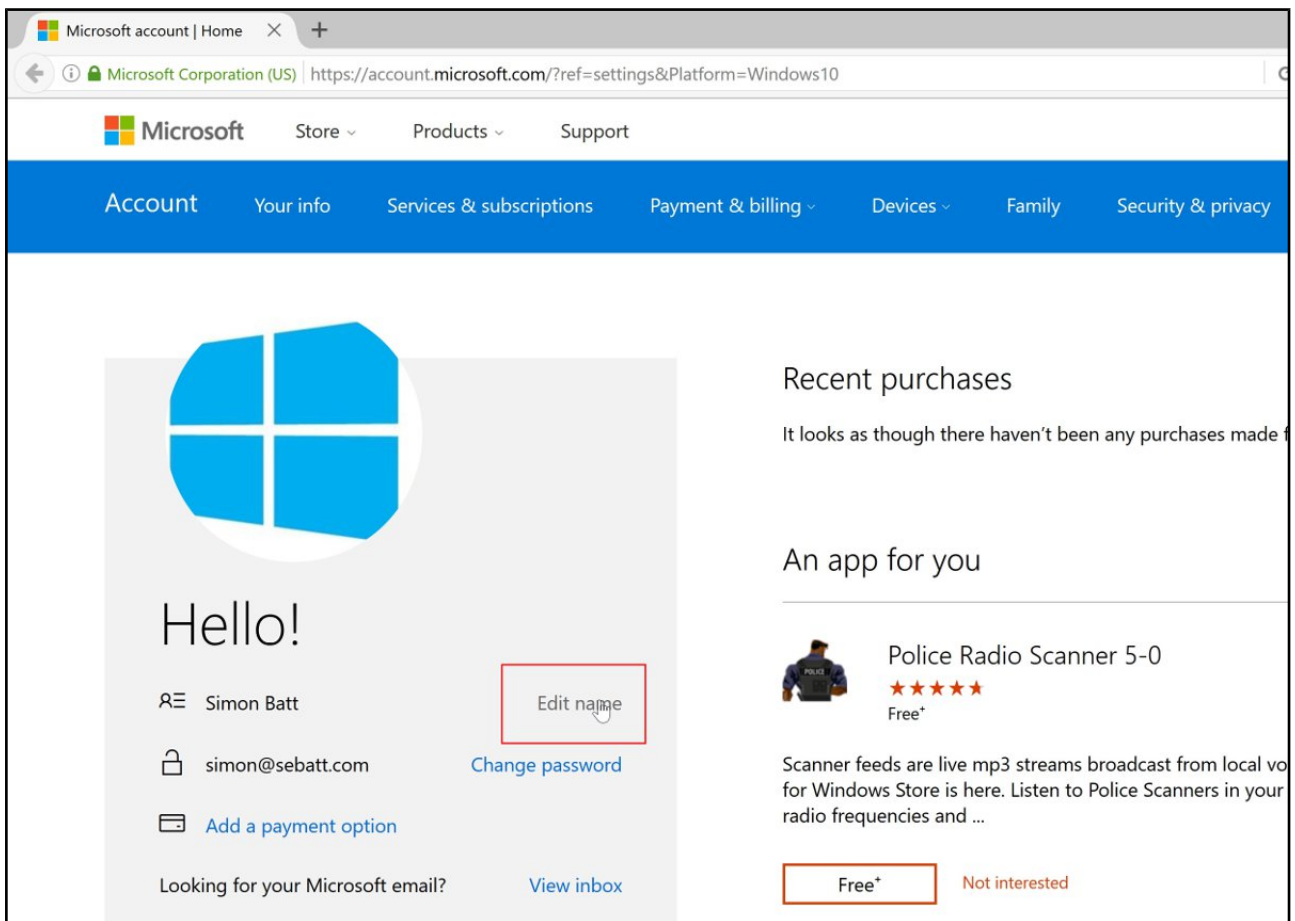 Microsoft account | Home
Microsoft Corporation (US) https://account.microsoft.com/?ref=settings&Platform=Windows10
Microsoft Store Products Support
Account Your info Services & subscriptions Payment & billing Devices Family Security & privacy
Recent purchases
It looks as though there haven't been any purchases made
An app for you
Hello!
Simon Batt Edit name
simon@sebatt.com Change password
Add a payment option
Looking for your Microsoft email? View inbox
POLICE
Police Radio Scanner 5-0
Free+
Scanner feeds are live mp3 streams broadcast from local vo
for Windows Store is here. Listen to Police Scanners in your
radio frequencies and ...
Free+ Not interested